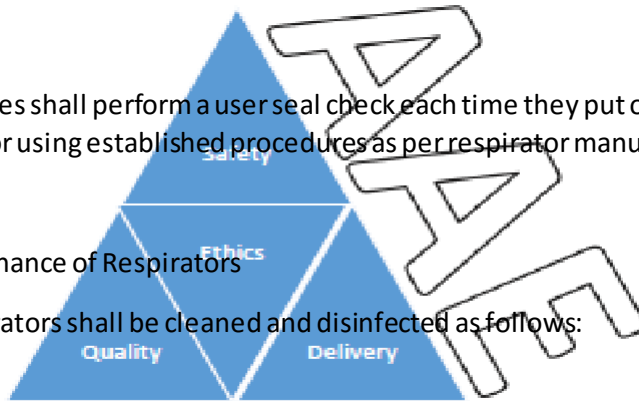 es shall perform a user seal check each time they put o
or using established procedures as per respirator manu
Safety
Ethics
nance of Respirators
rators shall be cleaned and disinfected as follows:
Quality Delivery
AAE